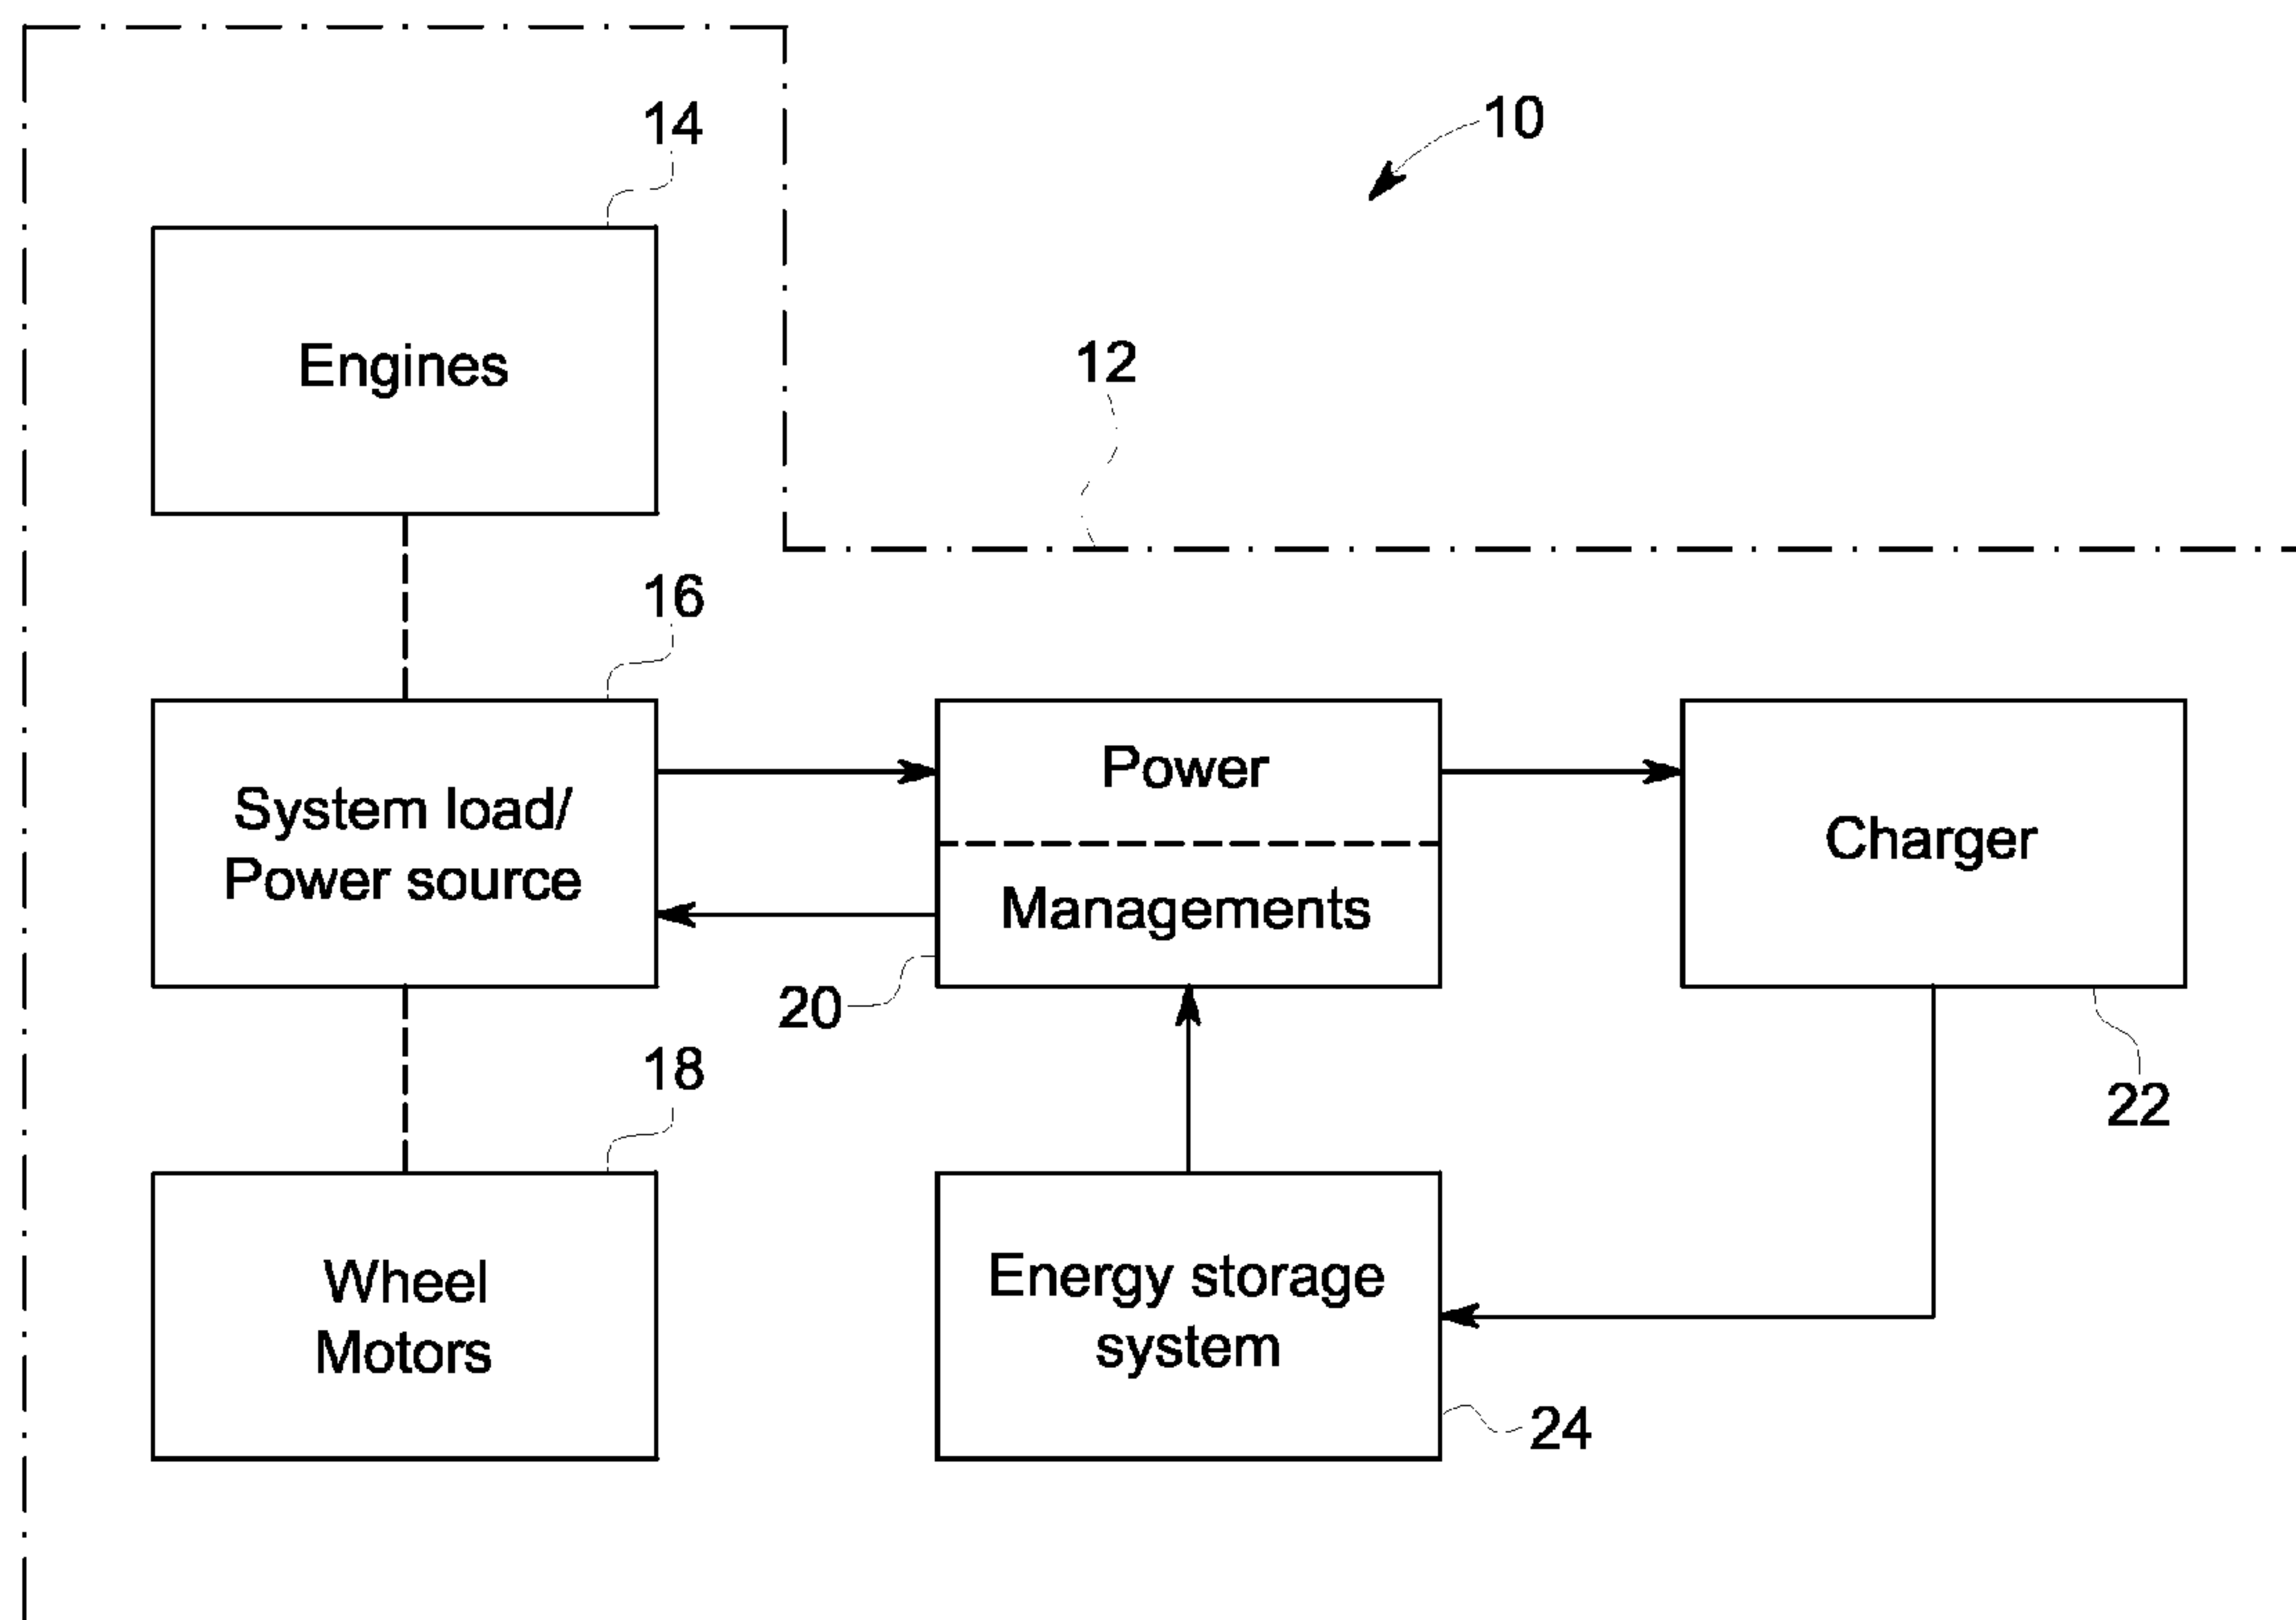 14
10
Engines
12
16
System load/
Power source
Power
Managements
Charger
20
18
22
Wheel
Motors
Energy storage
system
24